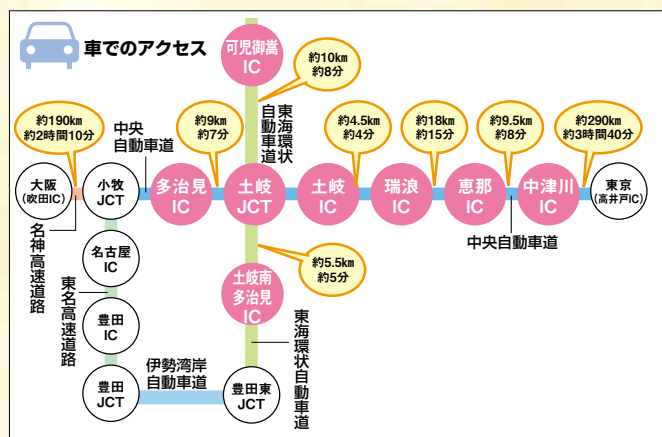 車でのアクセス
可児御嵩
IC
約10km
約8分
東海環状
自動車道
約190km
約2時間10分
中央
自動車道
約9km
約7分
約4.5km
約4分
約18km
約15分
約9.5km
約8分
約290km
約3時間40分
大阪
(吹田IC)
小牧
JCT
多治見
IC
土岐
JCT
土岐
IC
瑞浪
IC
恵那
IC
中津川
IC
東京
(高井戸IC)
名神高速道路
中央自動車道
名古屋
IC
約5.5km
約5分
土岐南
多治見
IC
東名高速道路
豊田
IC
東海環状自動車道
伊勢湾岸
自動車道
豊田
JCT
豊田東
JCT